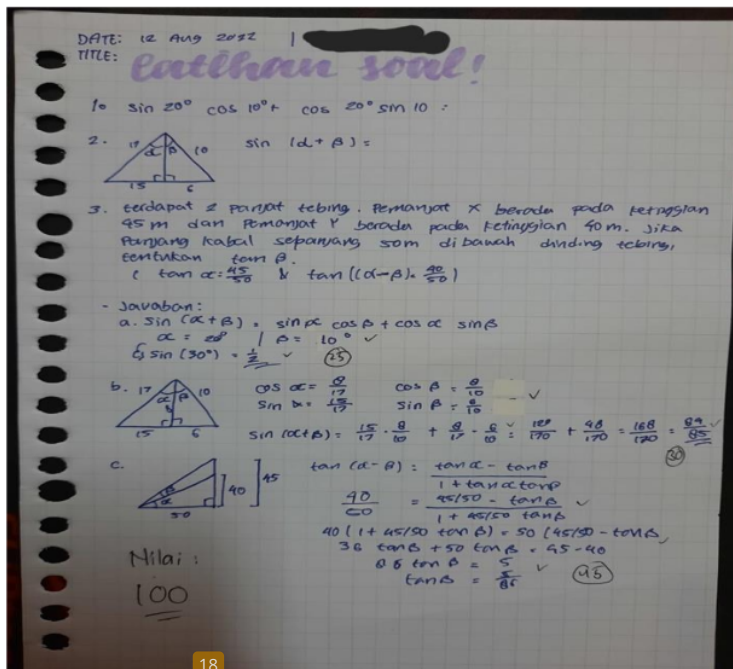 DATE: 12 Aug 2022 |
TITLE: Latihan soal!
1. sin 20° cos 10° + cos 20° sin 10 :
2. 17 α β 10 sin (α + β) =
15 6
3. terdapat 2 panjat tebing. Pemanjat X berada pada ketinggian
45 m dan Pemanjat Y berada pada ketinggian 40 m. Jika
Panjang kabel sepanjang 50m dibawah dinding tebing,
tentukan tan β.
( tan α = 45/50 & tan ((α-β) = 40/50 )
- Jawaban:
a. sin (α + β) = sin α cos β + cos α sin β
α = 20° | β = 10° ✓
↳ sin (30°) = 1/2 ✓ (25)
b. 17 α β 10 cos α = 8/17 cos β = 8/10 ✓
8 sin α = 15/17 sin β = 6/10
15 6 sin (α+β) = 15/17 · 8/10 + 8/17 · 6/10 = 120/170 + 48/170 = 168/170 = 84/85 ✓
(30)
c. β α 40 45 tan (α - β) = tan α - tan β / 1 + tan α tan β
50 40/50 = 45/50 - tan β / 1 + 45/50 tan β ✓
40 (1 + 45/50 tan β) = 50 (45/50 - tan β)
36 tan β + 50 tan β = 45 - 40
86 tan β = 5 ✓
tan β = 5/86 (45)
Nilai :
100
18